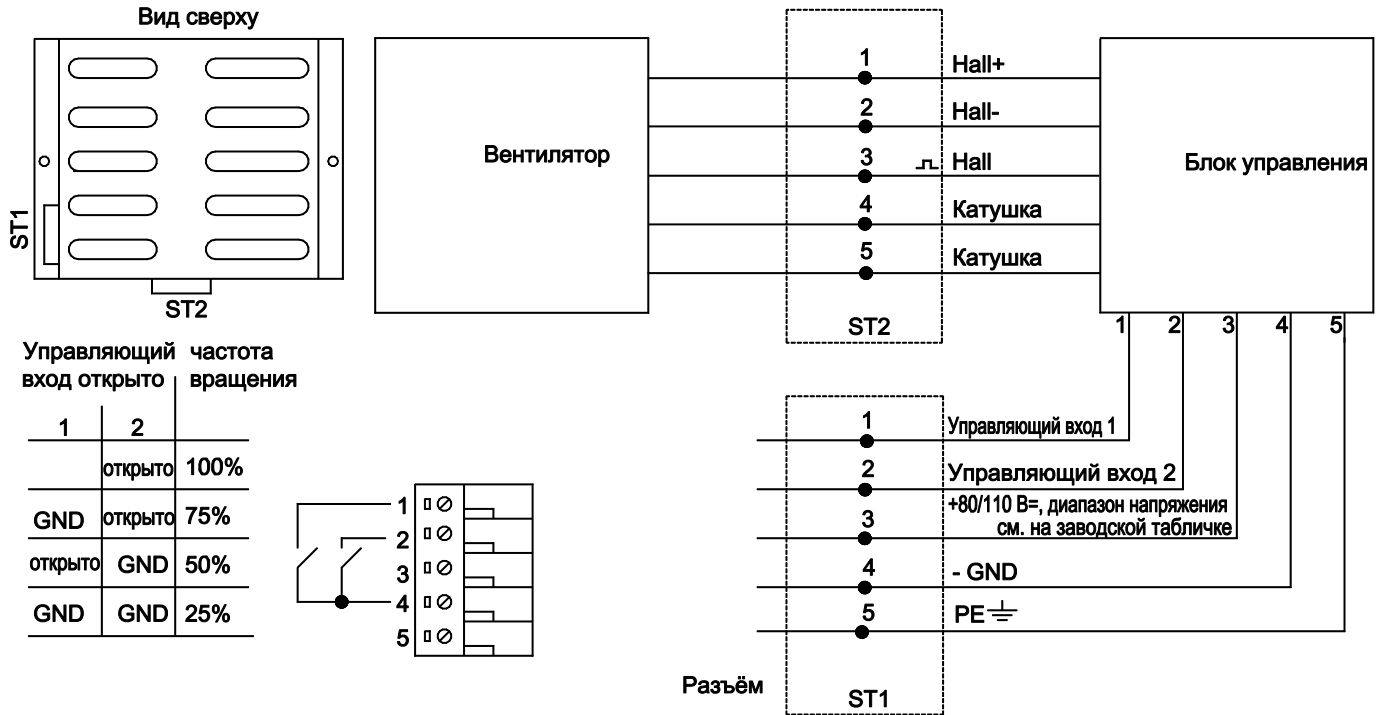 Вид сверху
ST1
ST2
Вентилятор
1 Hall+
2 Hall-
3 Hall
4 Катушка
5 Катушка
ST2
Блок управления
1 2 3 4 5
Управляющий частота
вход открыто вращения
1 2
открыто 100%
GND открыто 75%
открыто GND 50%
GND GND 25%
1
2
3
4
5
1 Управляющий вход 1
2 Управляющий вход 2
+80/110 В=, диапазон напряжения
3 см. на заводской табличке
4 - GND
5 PE
Разъём
ST1